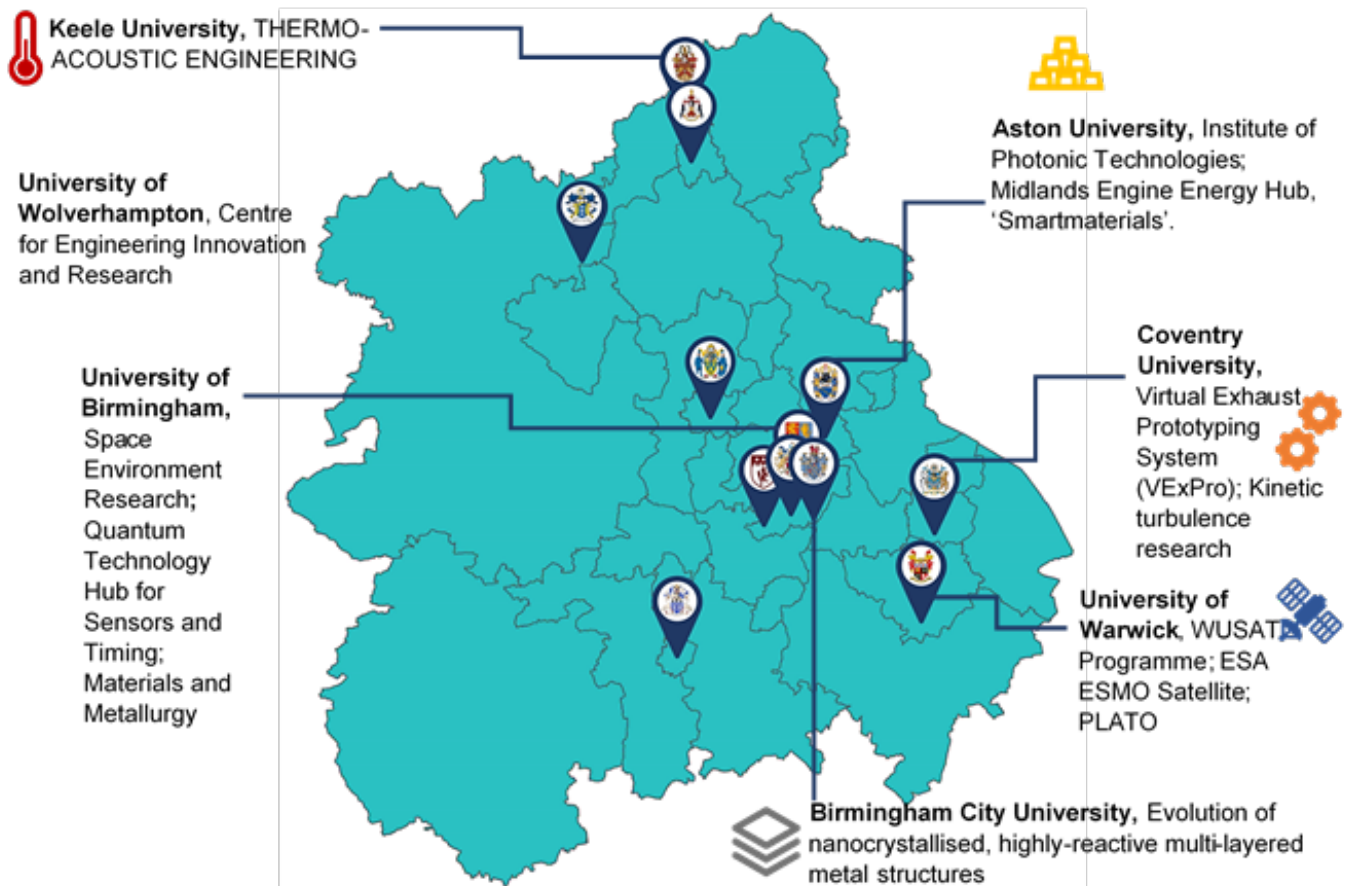 Keele University, THERMO-
ACOUSTIC ENGINEERING
Aston University, Institute of
Photonic Technologies;
Midlands Engine Energy Hub,
‘Smartmaterials’.
University of
Wolverhampton, Centre
for Engineering Innovation
and Research
Coventry
University,
Virtual Exhaust
Prototyping
System
(VExPro); Kinetic
turbulence
research
University of
Birmingham,
Space
Environment
Research;
Quantum
Technology
Hub for
Sensors and
Timing;
Materials and
Metallurgy
University of
Warwick, WUSAT
Programme; ESA
ESMO Satellite;
PLATO
Birmingham City University, Evolution of
nanocrystallised, highly-reactive multi-layered
metal structures